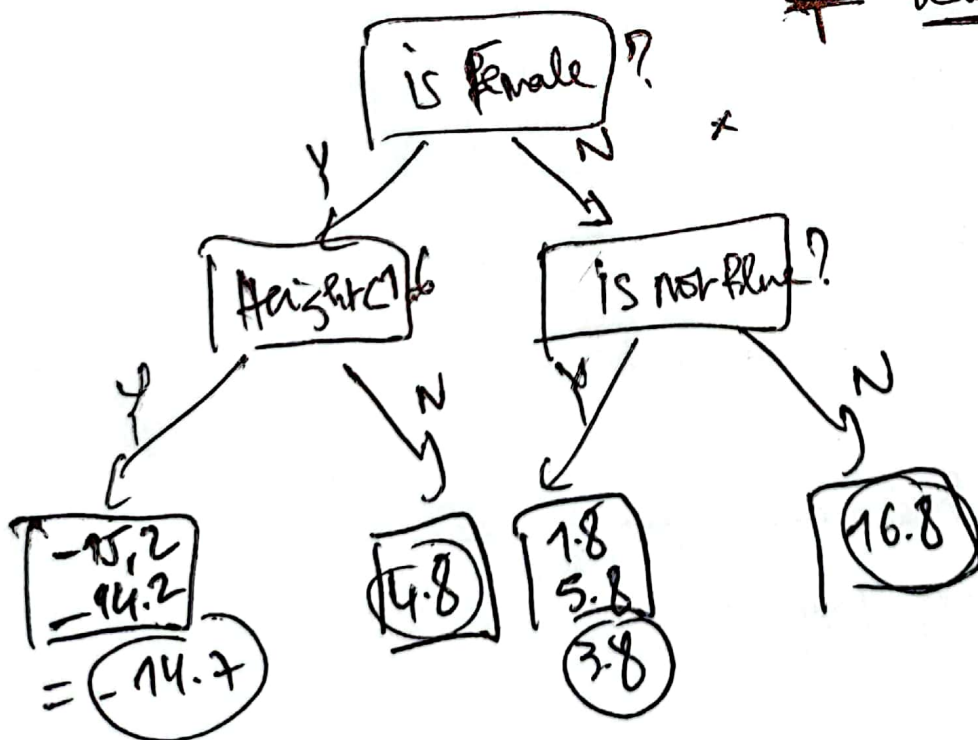 is Female ?
Y
N
x
Height<1.6
is not Blue ?
Y
N
Y
N
-15,2
-14.2
= -14.7
4.8
1.8
5.8
3.8
16.8